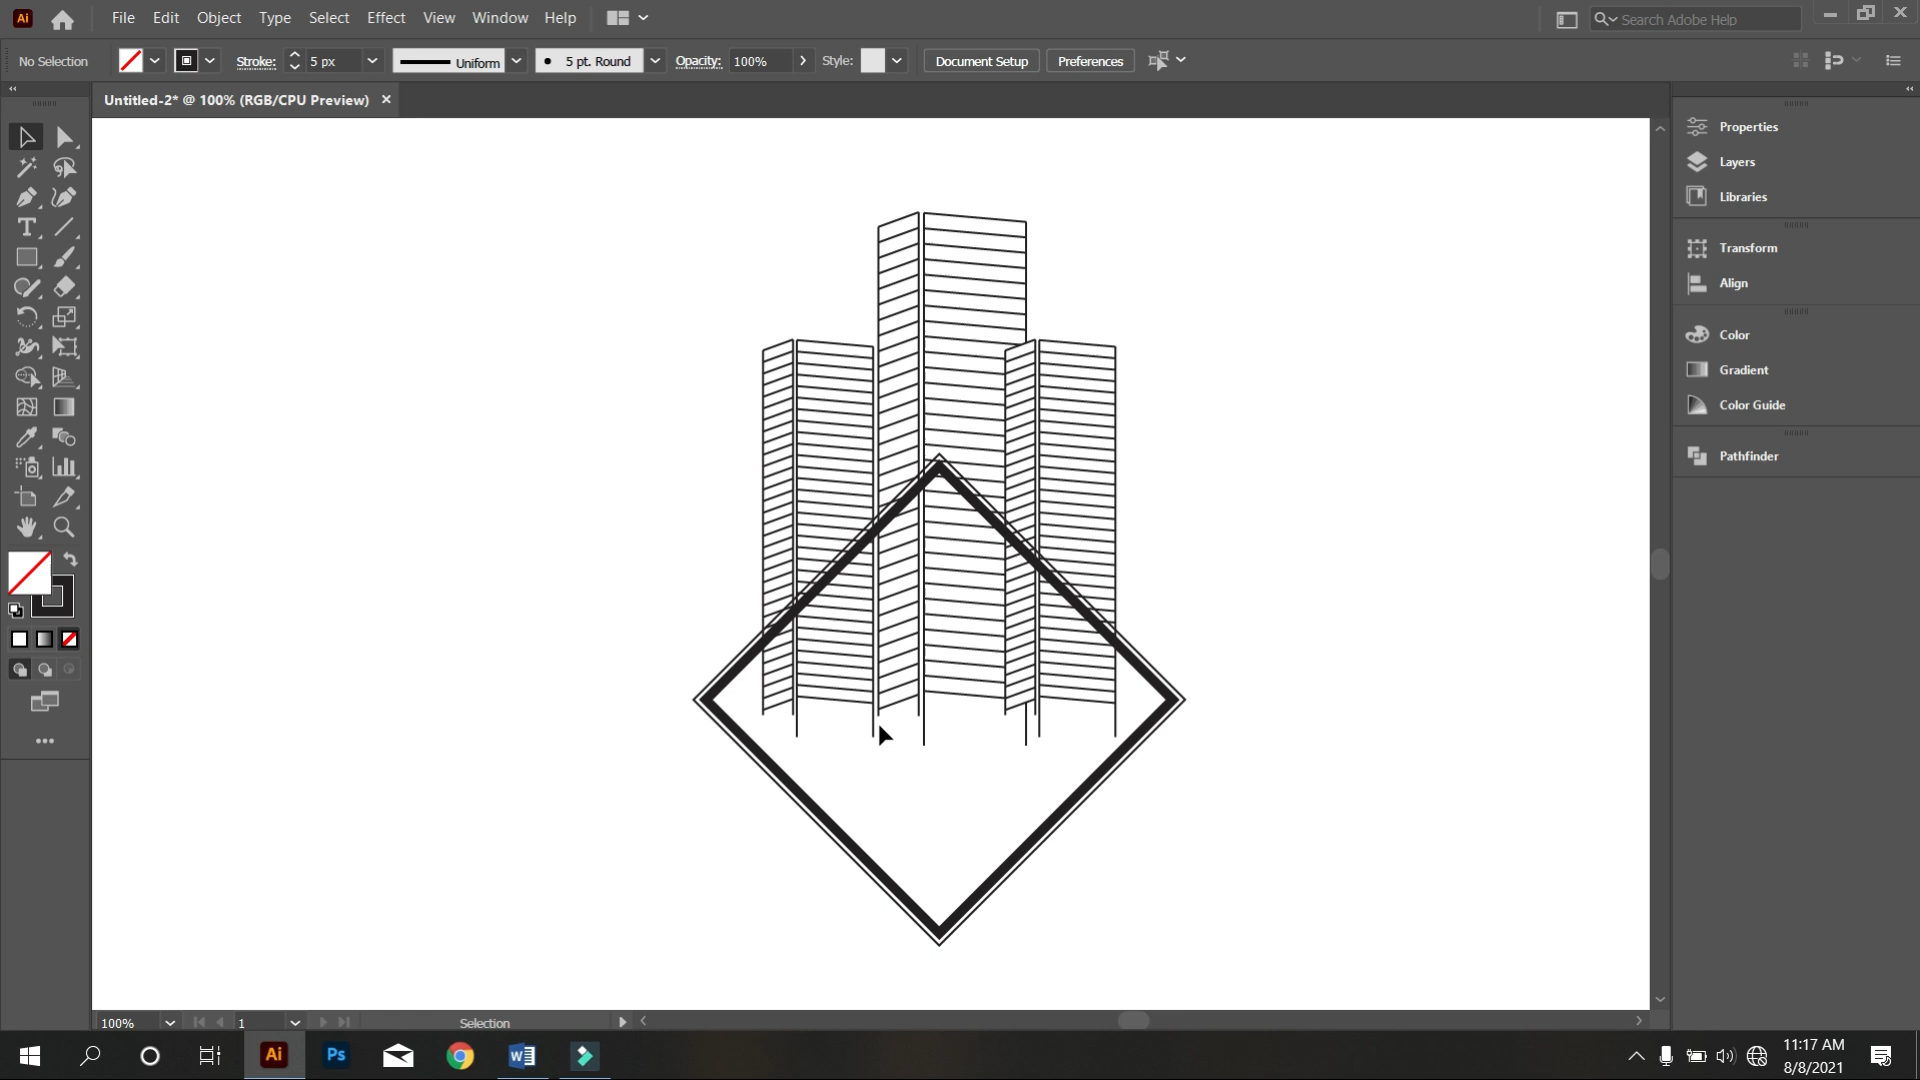 Ai File Edit Object Type Select Effect View Window Help Search Adobe Help
No Selection Stroke: 5 px Uniform 5 pt. Round Opacity: 100% Style: Document Setup Preferences
Untitled-2* @ 100% (RGB/CPU Preview)
Properties
Layers
Libraries
Transform
Align
Color
Gradient
Color Guide
Pathfinder
100% 1 Selection
Ai Ps W 11:17 AM
8/8/2021